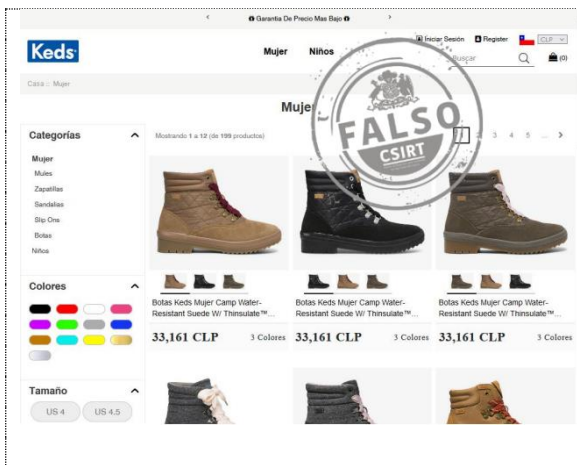 Garantia De Precio Mas Bajo
Keds
Mujer Niños
Iniciar Sesión Register CLP
Buscar (0)
Casa :: Mujer
Mujer
FALSO
CSIRT
Categorías
Mostrando 1 a 12 (de 199 productos)
2 3 4 5 ...
Mujer
Mules
Zapatillas
Sandalias
Slip Ons
Botas
Niños
Colores
Botas Keds Mujer Camp Water-
Resistant Suede W/ Thinsulate™...
33,161 CLP 3 Colores
Botas Keds Mujer Camp Water-
Resistant Suede W/ Thinsulate™...
33,161 CLP 3 Colores
Botas Keds Mujer Camp Water-
Resistant Suede W/ Thinsulate™...
33,161 CLP 3 Colores
Tamaño
US 4 US 4.5